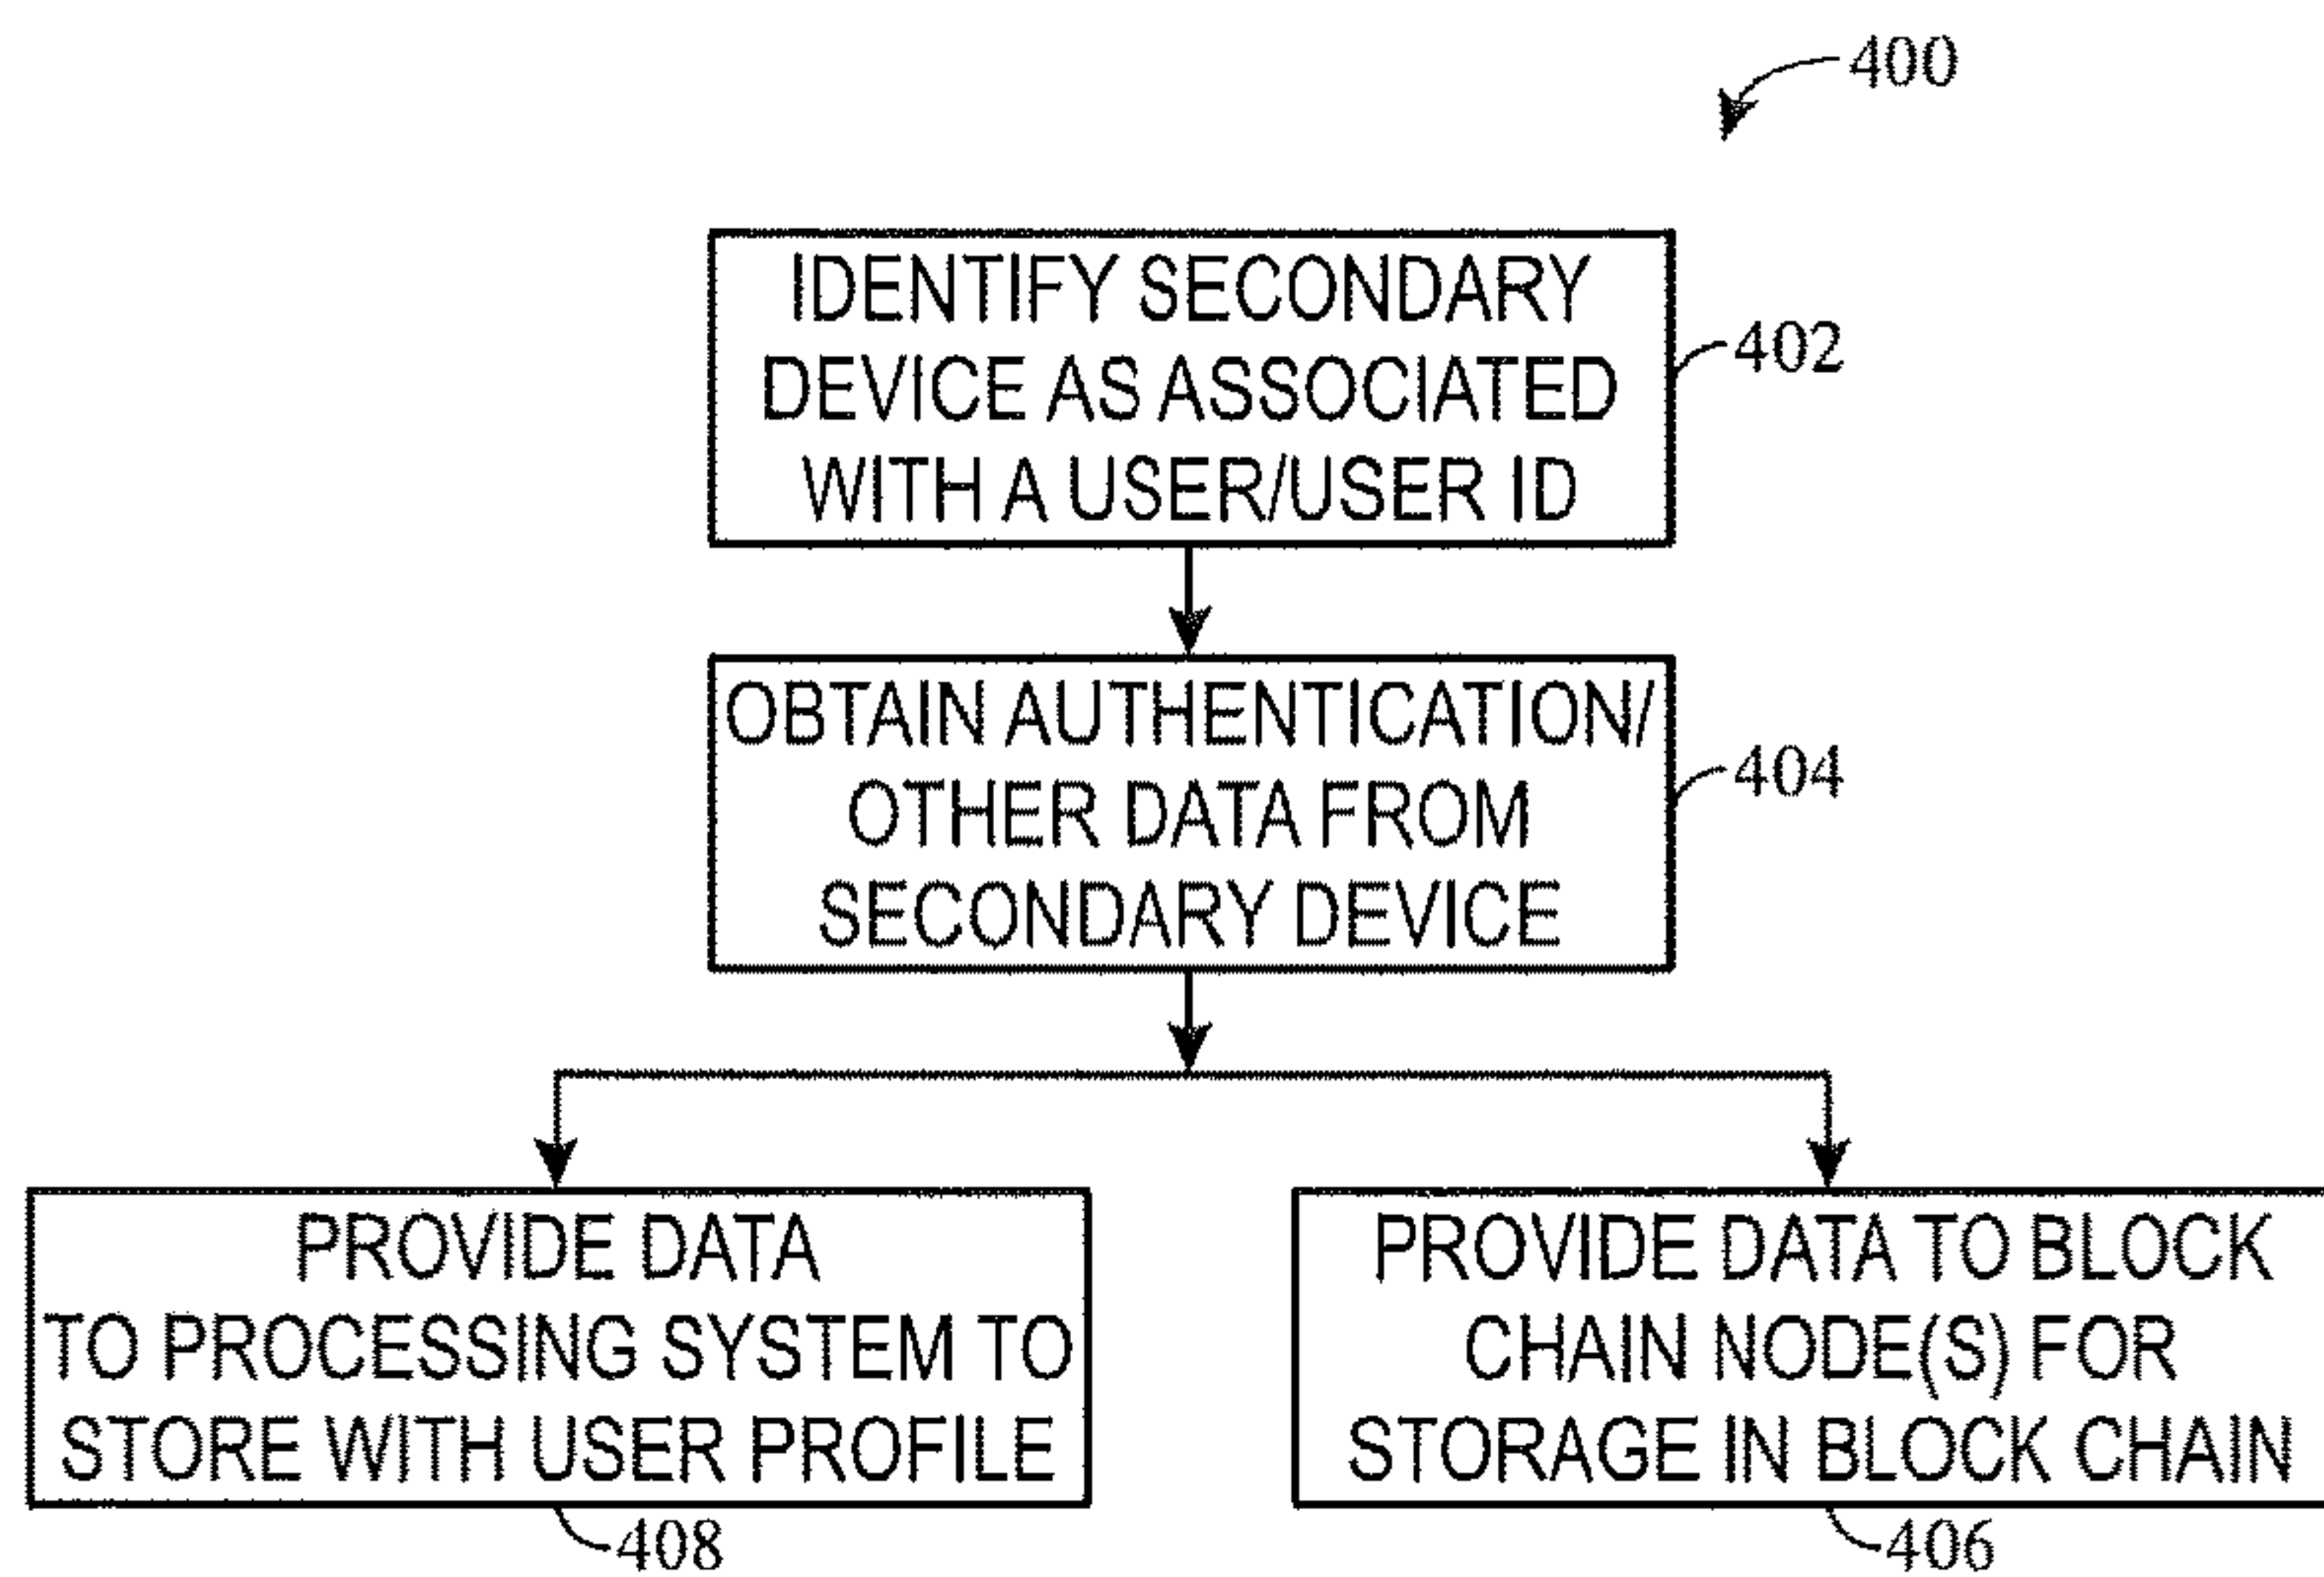 400
IDENTIFY SECONDARY
DEVICE AS ASSOCIATED
WITH A USER/USER ID
402
OBTAIN AUTHENTICATION/
OTHER DATA FROM
SECONDARY DEVICE
404
PROVIDE DATA
TO PROCESSING SYSTEM TO
STORE WITH USER PROFILE
408
PROVIDE DATA TO BLOCK
CHAIN NODE(S) FOR
STORAGE IN BLOCK CHAIN
406